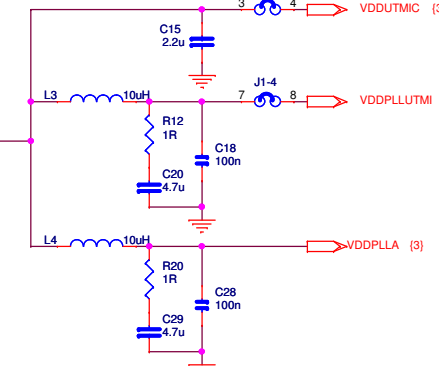 3 4 VDDUTMIC {3
C15
2.2u
J1-4
L3 10uH 7 8 VDDPLLUTMI
R12
1R
C18
100n
C20
4.7u
L4 10uH VDDPLLA {3}
R20
1R
C28
100n
C29
4.7u